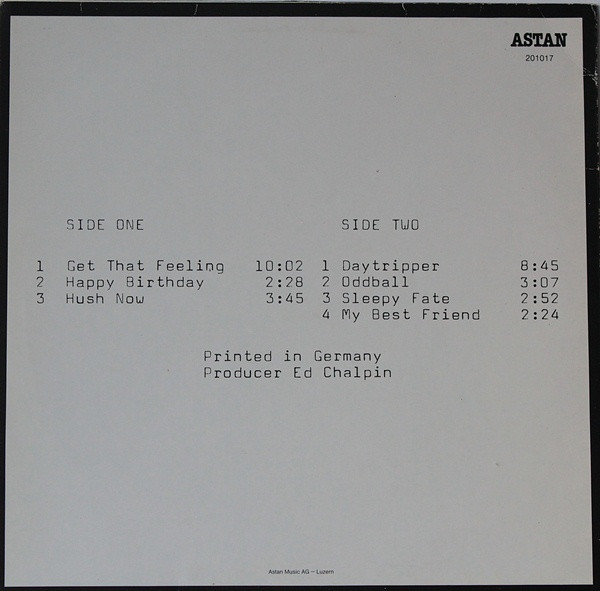 ASTAN
201017
SIDE ONE
1 Get That Feeling 10:02
2 Happy Birthday 2:28
3 Hush Now 3:45
SIDE TWO
1 Daytripper 8:45
2 Oddball 3:07
3 Sleepy Fate 2:52
4 My Best Friend 2:24
Printed in Germany
Producer Ed Chalpin
Astan Music AG – Luzern